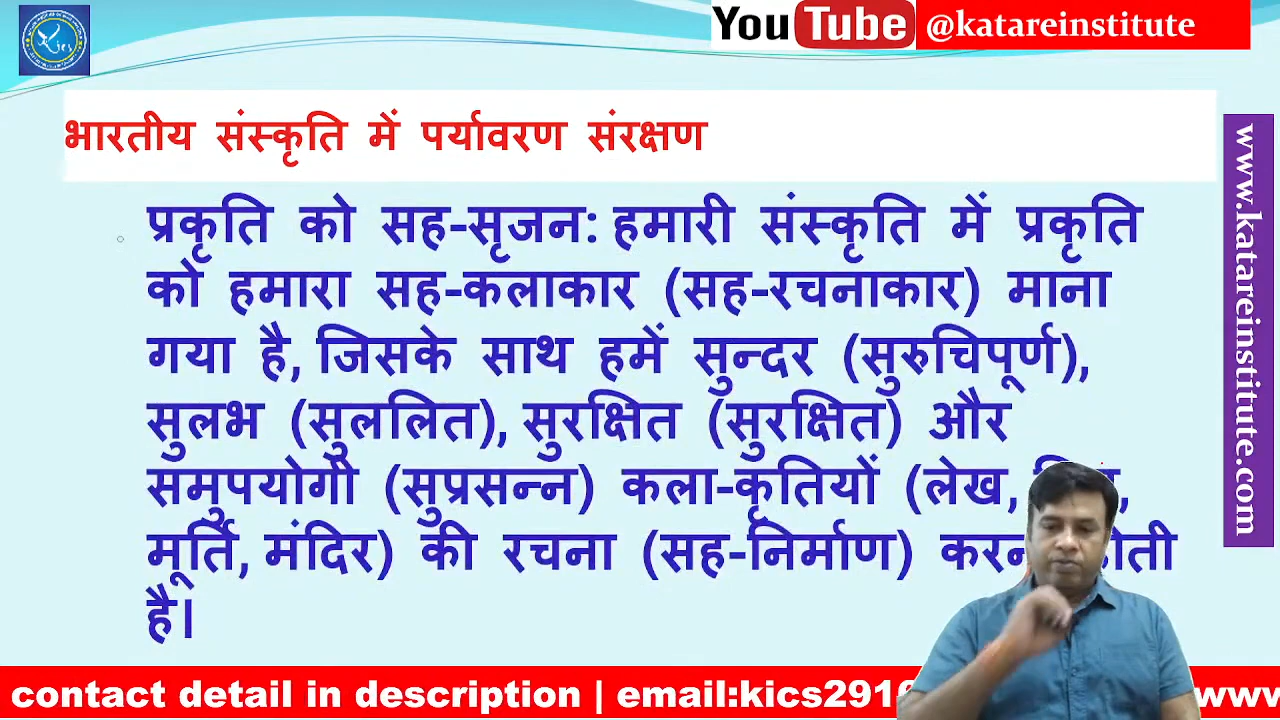 YouTube @katareinstitute
भारतीय संस्कृति में पर्यावरण संरक्षण
प्रकृति को सह-सृजन: हमारी संस्कृति में प्रकृति
को हमारा सह-कलाकार (सह-रचनाकार) माना
गया है, जिसके साथ हमें सुन्दर (सुरुचिपूर्ण),
सुलभ (सुललित), सुरक्षित (सुरक्षित) और
समुपयोगी (सुप्रसन्न) कला-कृतियों (लेख,
मूर्ति, मंदिर) की रचना (सह-निर्माण)
है।
www.katareinstitute.com
contact detail in description | email:kics291